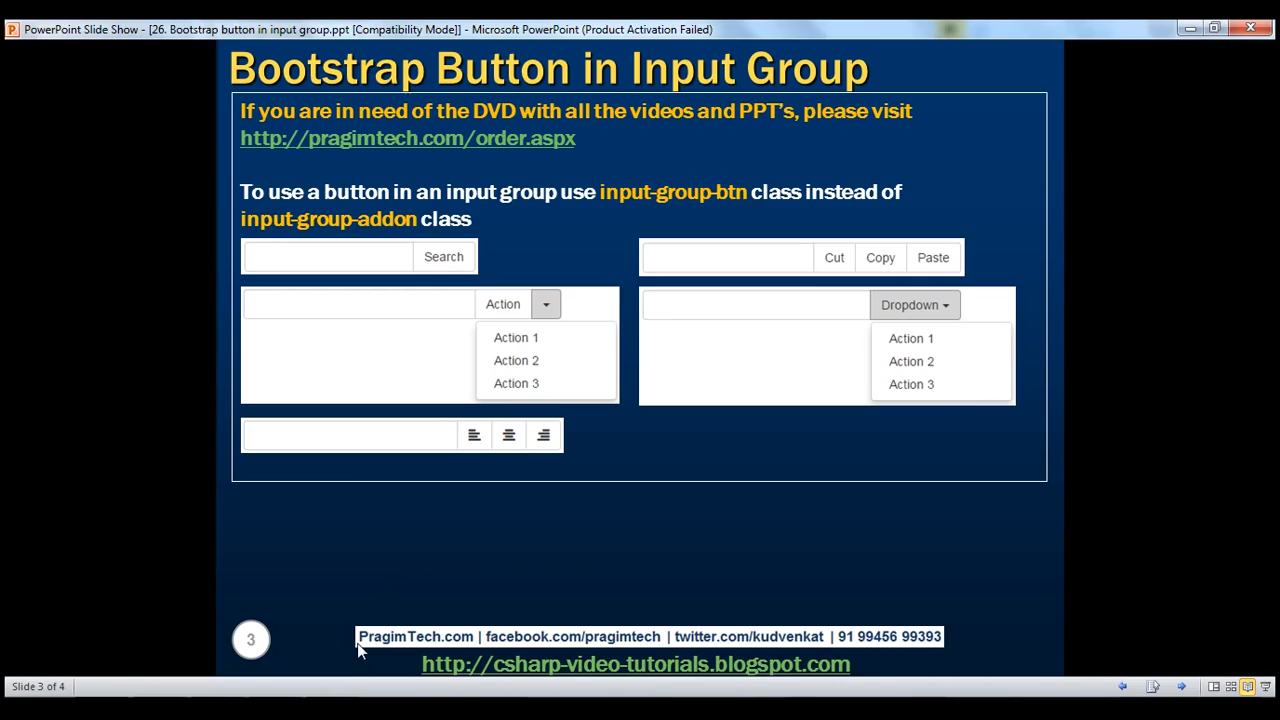 PowerPoint Slide Show - [26. Bootstrap button in input group.ppt [Compatibility Mode]] - Microsoft PowerPoint (Product Activation Failed)
Bootstrap Button in Input Group
If you are in need of the DVD with all the videos and PPT's, please visit
http://pragimtech.com/order.aspx
To use a button in an input group use input-group-btn class instead of
input-group-addon class
Search
Cut Copy Paste
Action
Action 1
Action 2
Action 3
Dropdown
Action 1
Action 2
Action 3
3
PragimTech.com | facebook.com/pragimtech | twitter.com/kudvenkat | 91 99456 99393
http://csharp-video-tutorials.blogspot.com
Slide 3 of 4